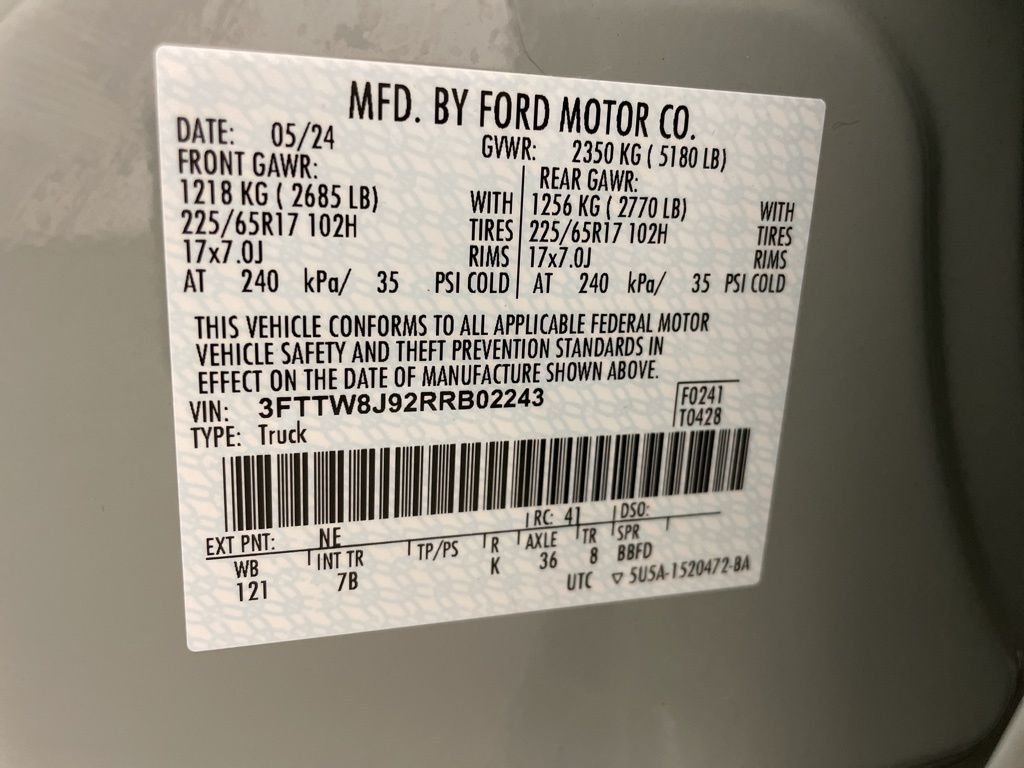 MFD. BY FORD MOTOR CO.
DATE: 05/24 GVWR: 2350 KG ( 5180 LB)
FRONT GAWR: REAR GAWR:
1218 KG ( 2685 LB) WITH 1256 KG ( 2770 LB) WITH
225/65R17 102H TIRES 225/65R17 102H TIRES
17x7.0J RIMS 17x7.0J RIMS
AT 240 kPa/ 35 PSI COLD AT 240 kPa/ 35 PSI COLD
THIS VEHICLE CONFORMS TO ALL APPLICABLE FEDERAL MOTOR
VEHICLE SAFETY AND THEFT PREVENTION STANDARDS IN
EFFECT ON THE DATE OF MANUFACTURE SHOWN ABOVE.
VIN: 3FTTW8J92RRB02243 F0241
TYPE: Truck T0428
EXT PNT: NE RC: 41 DSO:
WB INT TR TP/PS R AXLE TR SPR
121 7B K 36 8 BBFD
UTC ▽ 5U5A-1520472-BA